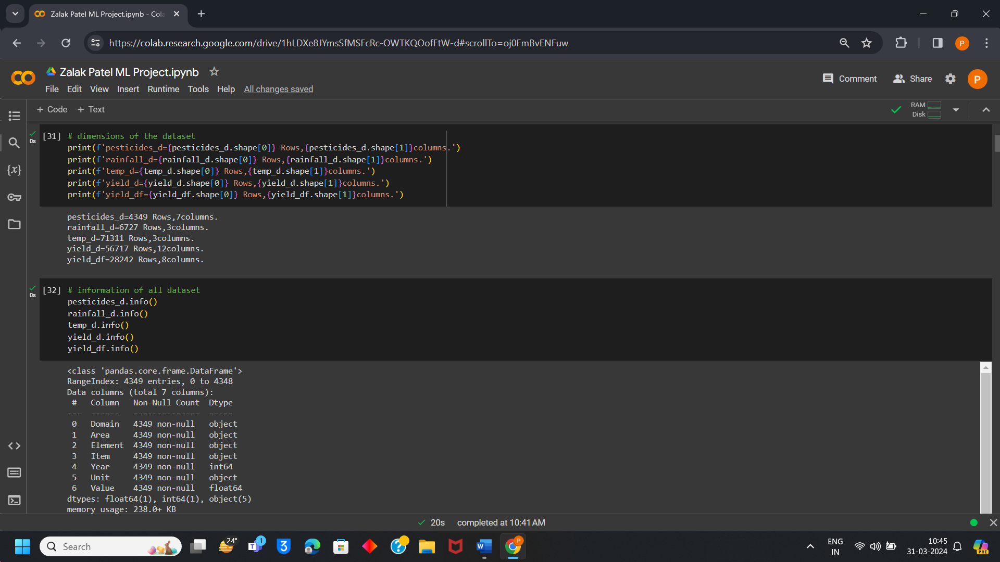 Zalak Patel ML Project.ipynb - Cola
https://colab.research.google.com/drive/1hLDXe8JYmsSfMSFcRc-OWTKQOofFtW-d#scrollTo=oj0FmBvENFuw
P
Zalak Patel ML Project.ipynb
Comment
Share
P
File Edit View Insert Runtime Tools Help All changes saved
+ Code + Text
RAM
Disk
0s
[31] # dimensions of the dataset
print(f'pesticides_d={pesticides_d.shape[0]} Rows,{pesticides_d.shape[1]}columns.')
print(f'rainfall_d={rainfall_d.shape[0]} Rows,{rainfall_d.shape[1]}columns.')
print(f'temp_d={temp_d.shape[0]} Rows,{temp_d.shape[1]}columns.')
print(f'yield_d={yield_d.shape[0]} Rows,{yield_d.shape[1]}columns.')
print(f'yield_df={yield_df.shape[0]} Rows,{yield_df.shape[1]}columns.')
pesticides_d=4349 Rows,7columns.
rainfall_d=6727 Rows,3columns.
temp_d=71311 Rows,3columns.
yield_d=56717 Rows,12columns.
yield_df=28242 Rows,8columns.
0s
[32] # information of all dataset
pesticides_d.info()
rainfall_d.info()
temp_d.info()
yield_d.info()
yield_df.info()
<class 'pandas.core.frame.DataFrame'>
RangeIndex: 4349 entries, 0 to 4348
Data columns (total 7 columns):
# Column Non-Null Count Dtype
--- ------ -------------- -----
0 Domain 4349 non-null object
1 Area 4349 non-null object
2 Element 4349 non-null object
3 Item 4349 non-null object
4 Year 4349 non-null int64
5 Unit 4349 non-null object
6 Value 4349 non-null float64
dtypes: float64(1), int64(1), object(5)
memory usage: 238.0+ KB
20s completed at 10:41 AM
Search
24°
1
P
ENG
IN
10:45
31-03-2024
PRE